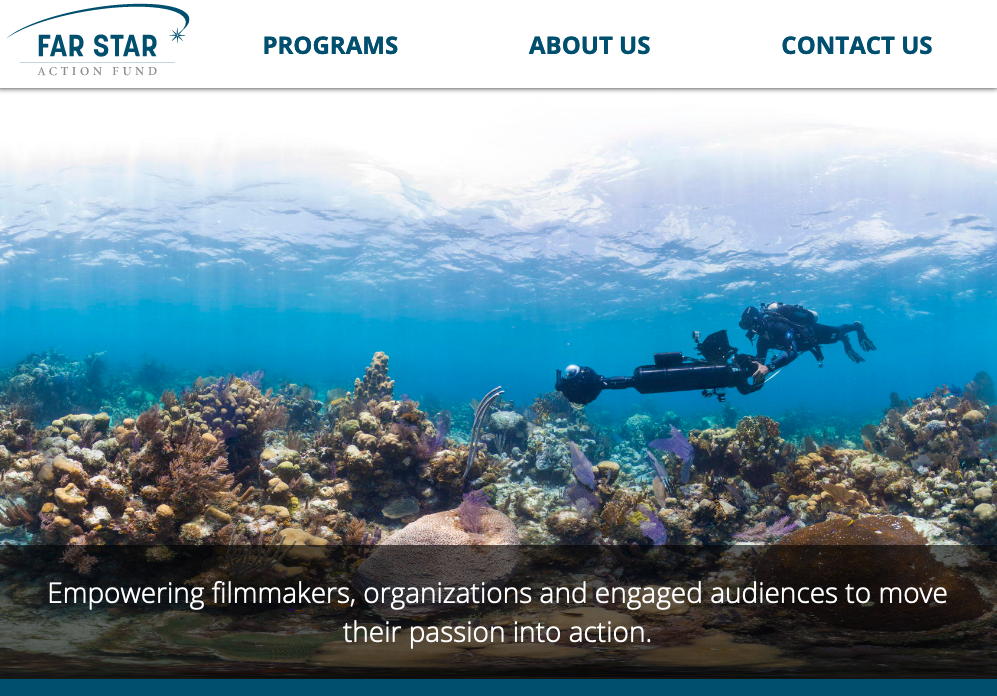 FAR STAR
ACTION FUND
PROGRAMS
ABOUT US
CONTACT US
Empowering filmmakers, organizations and engaged audiences to move
their passion into action.